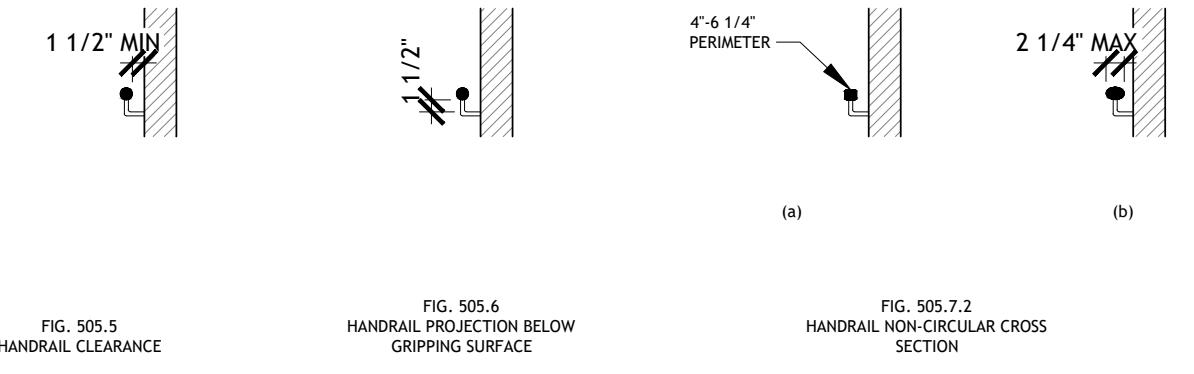 1 1/2" MIN
1 1/2"
4"-6 1/4"
PERIMETER
2 1/4" MAX
(a)
(b)
FIG. 505.5
HANDRAIL CLEARANCE
FIG. 505.6
HANDRAIL PROJECTION BELOW
GRIPPING SURFACE
FIG. 505.7.2
HANDRAIL NON-CIRCULAR CROSS
SECTION